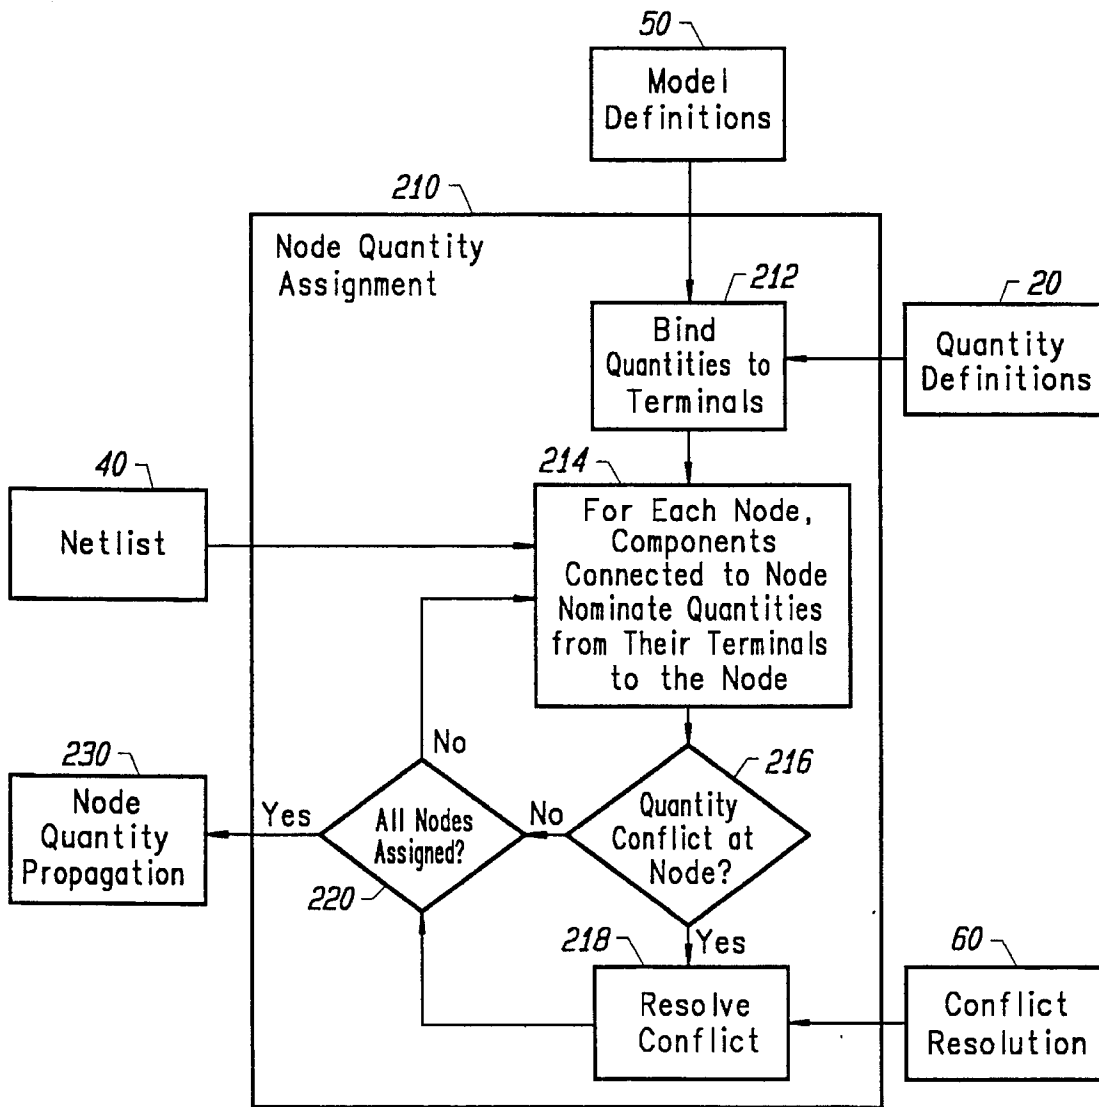 50
Model
Definitions
210
Node Quantity
Assignment
212
Bind
Quantities to
Terminals
20
Quantity
Definitions
40
Netlist
214
For Each Node,
Components
Connected to Node
Nominate Quantities
from Their Terminals
to the Node
No
216
Quantity
Conflict at
Node?
No
All Nodes
Assigned?
220
Yes
230
Node
Quantity
Propagation
Yes
218
Resolve
Conflict
60
Conflict
Resolution